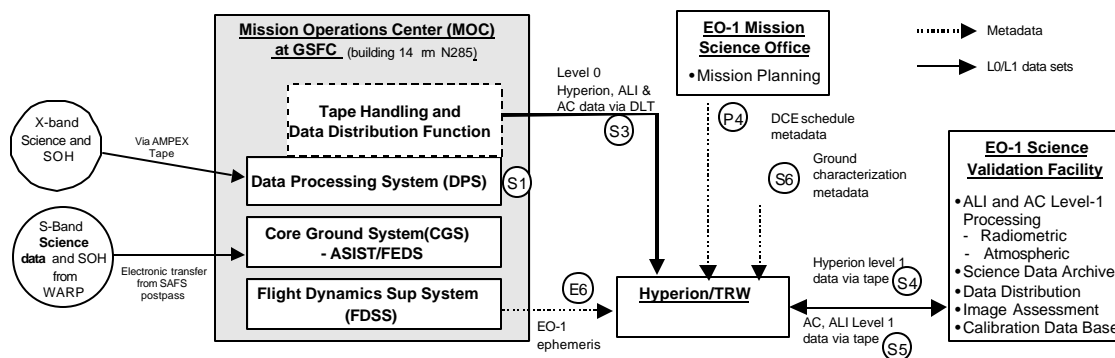 Mission Operations Center (MOC)
at GSFC (building 14 rm N285)
Tape Handling and
Data Distribution Function
Data Processing System (DPS)
S1
Core Ground System(CGS)
- ASIST/FEDS
Flight Dynamics Sup System
(FDSS)
X-band
Science and
SOH
Via AMPEX
Tape
S-Band
Science
data and SOH
from
WARP
Electronic transfer
from SAFS
postpass
Level 0
Hyperion, ALI &
AC data via DLT
S3
E6
EO-1
ephemeris
EO-1 Mission
Science Office
• Mission Planning
P4
DCE schedule
metadata
S6
Ground
characterization
metadata
Hyperion/TRW
Hyperion level 1
data via tape
S4
AC, ALI Level 1
data via tape
S5
Metadata
L0/L1 data sets
EO-1 Science
Validation Facility
• ALI and AC Level-1
Processing
- Radiometric
- Atmospheric
• Science Data Archive
• Data Distribution
• Image Assessment
• Calibration Data Base